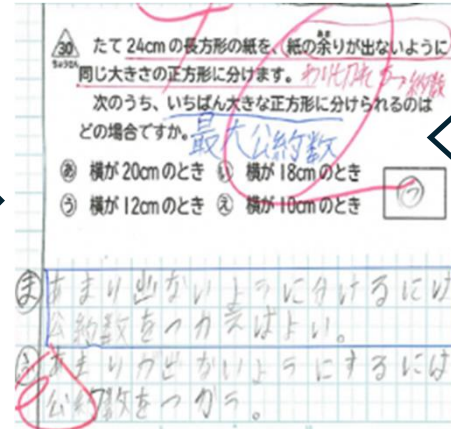 30 たて24cmの長方形の紙を、紙の余りが出ないように
ちょうせん
同じ大きさの正方形に分けます。わり切れる 約数
次のうち、いちばん大きな正方形に分けられるのは
どの場合ですか。最大公約数
あ 横が20cmのとき い 横が18cmのとき
う 横が12cmのとき え 横が10cmのとき
う
ま あまり出ないように分けるには
公約数をつかえばよい。
あまりが出ないようにするには
公約数をつかう。